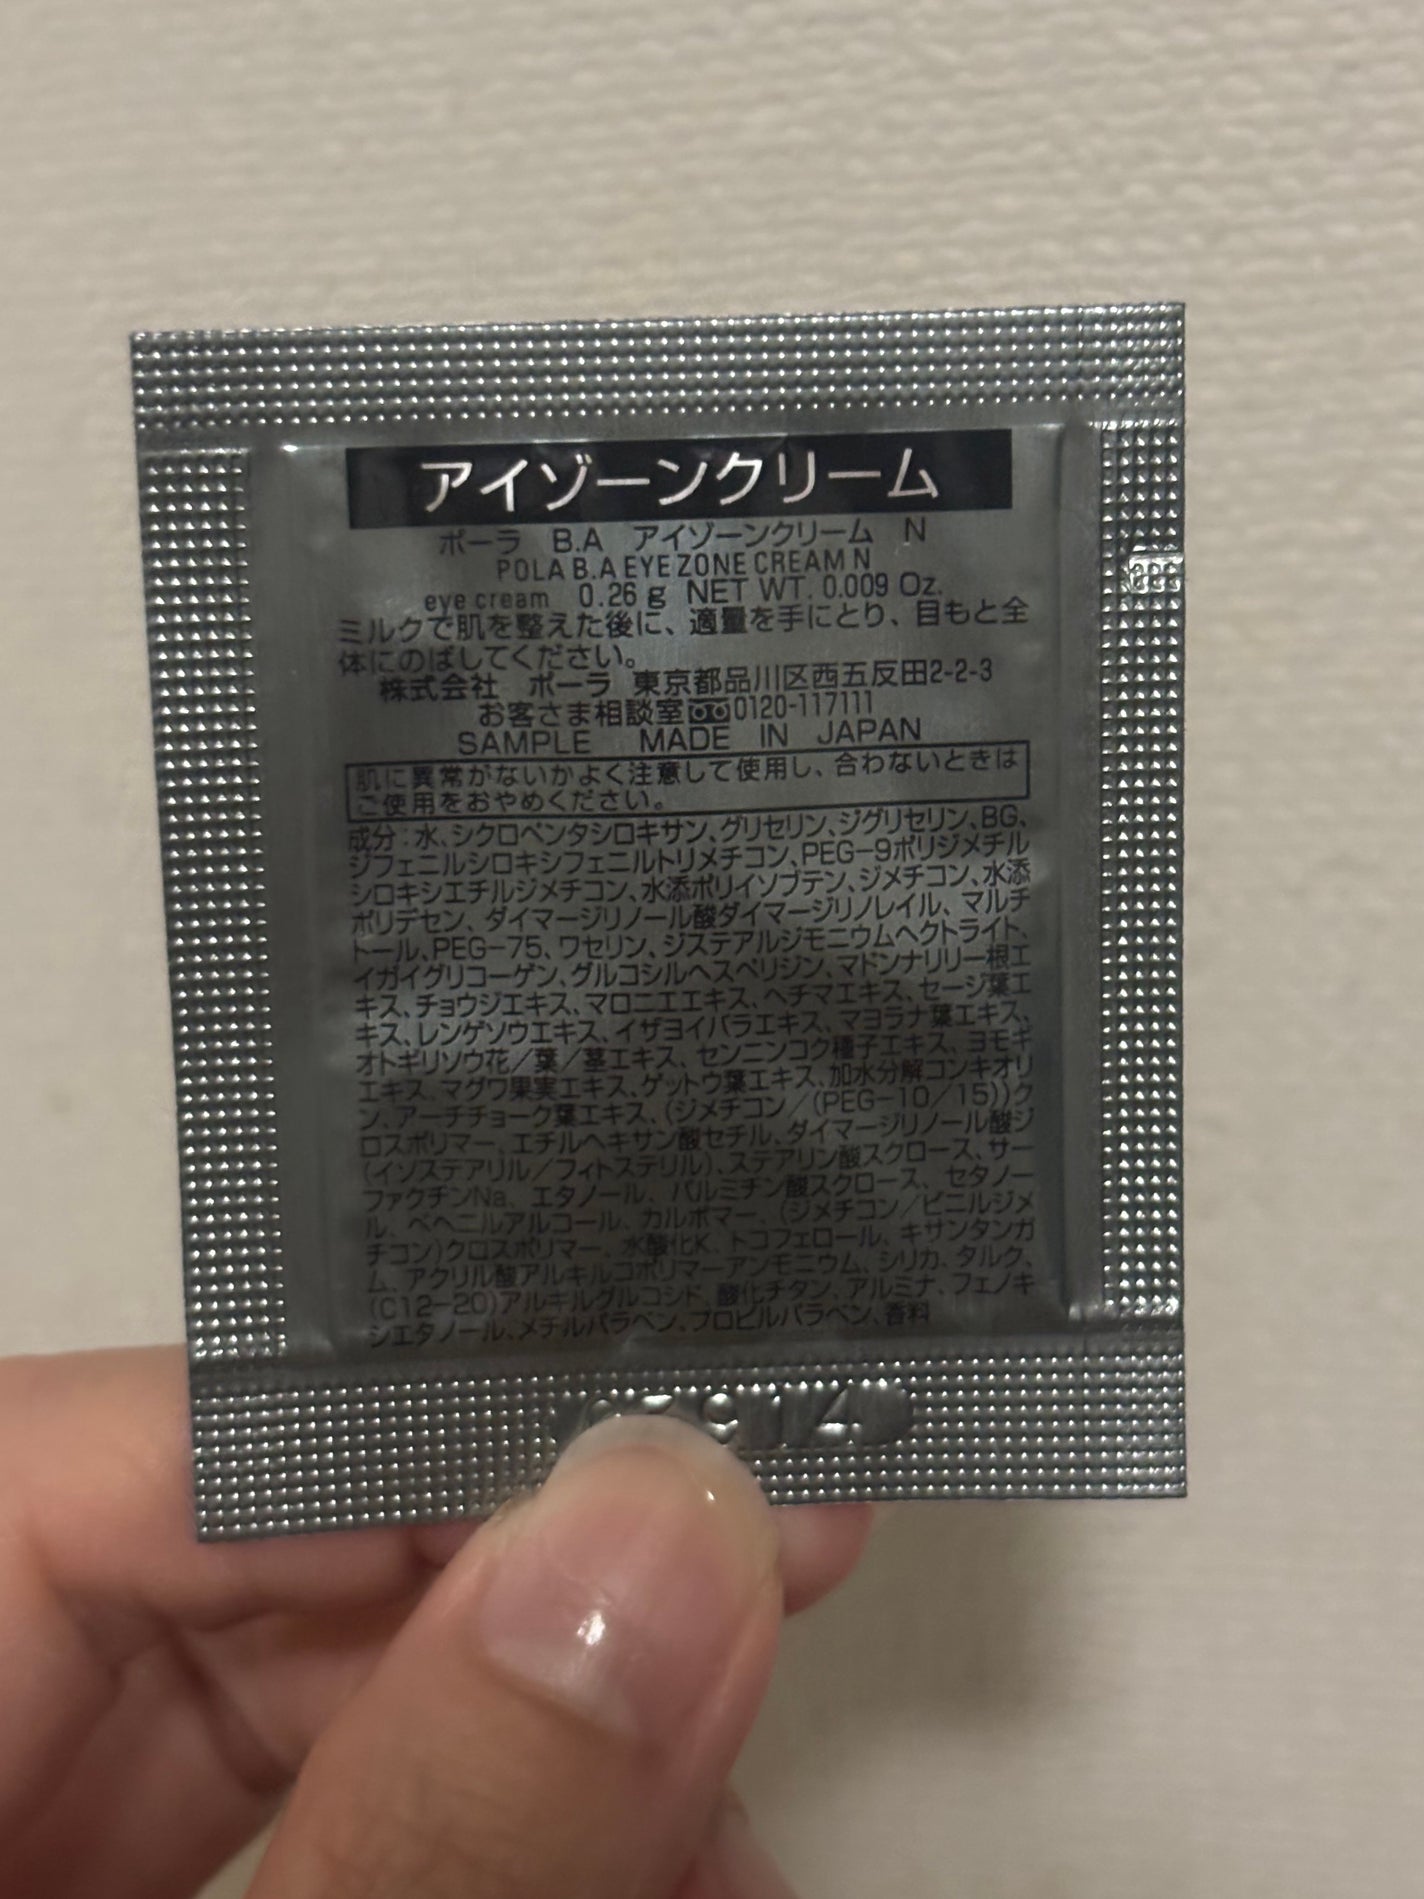 アイゾーンクリーム
ポーラ B.A アイゾーンクリーム N
POLA B.A EYE ZONE CREAM N
eye cream 0.26 g NET WT. 0.009 Oz.
ミルクで肌を整えた後に、適量を手にとり、目もと全
体にのばしてください。
株式会社 ポーラ 東京都品川区西五反田2-2-3
お客さま相談室0120-117111
SAMPLE MADE IN JAPAN
肌に異常がないかよく注意して使用し、合わないときは
ご使用をおやめください。
成分：水、シクロペンタシロキサン、グリセリン、ジグリセリン、BG、
ジフェニルシロキシフェニルトリメチコン、PEG-9ポリジメチル
シロキシエチルジメチコン、水添ポリイソブテン、ジメチコン、水添
ポリデセン、ダイマージリノール酸ダイマージリノレイル、マルチ
トール、PEG-75、ワセリン、ジステアルジモニウムヘクトライト、
イガイグリコーゲン、グルコシルヘスペリジン、マドンナリリー根エ
キス、チョウジエキス、マロニエエキス、ヘチマエキス、セージ葉エ
キス、レンゲソウエキス、イザヨイバラエキス、マヨラナ葉エキス、
オトギリソウ花／葉／茎エキス、センニンコク種子エキス、ヨモギ
エキス、マグワ果実エキス、ゲットウ葉エキス、加水分解コンキオリ
ン、アーチチョーク葉エキス、(ジメチコン／(PEG-10／15))ク
ロスポリマー、エチルヘキサン酸セチル、ダイマージリノール酸ジ
(イソステアリル／フィトステリル)、ステアリン酸スクロース、サー
ファクチンNa、エタノール、パルミチン酸スクロース、セタノー
ル、ベヘニルアルコール、カルボマー、(ジメチコン／ビニルジメ
チコン)クロスポリマー、水酸化K、トコフェロール、キサンタンガ
ム、アクリル酸アルキルコポリマーアンモニウム、シリカ、タルク、
(C12-20)アルキルグルコシド、酸化チタン、アルミナ、フェノキ
シエタノール、メチルパラベン、プロピルパラベン、香料
914